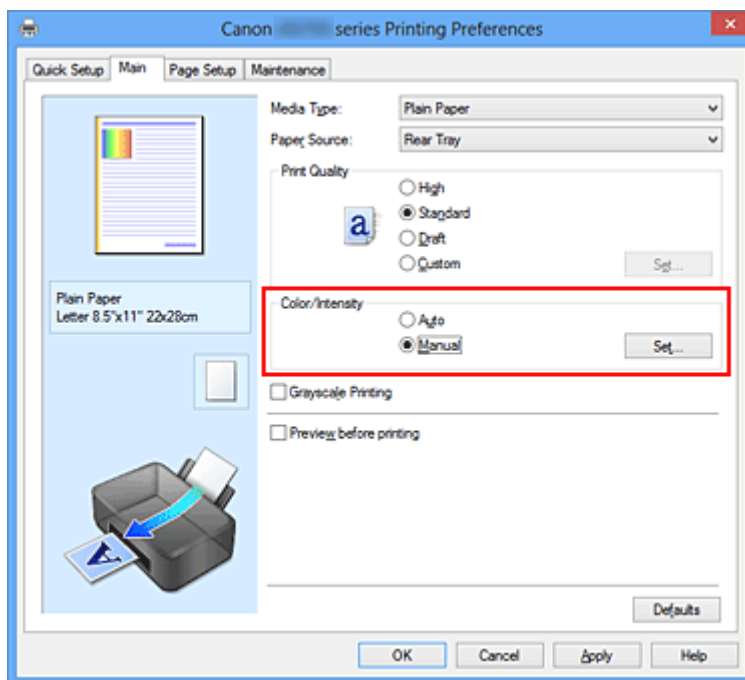 Canon series Printing Preferences
Quick Setup Main Page Setup Maintenance
Media Type: Plain Paper
Paper Source: Rear Tray
Print Quality
High
a
Standard
Draft
Custom Set...
Plain Paper
Letter 8.5"x11" 22x28cm
Color/Intensity
Auto
Manual Set...
Grayscale Printing
Preview before printing
A
Defaults
OK Cancel Apply Help